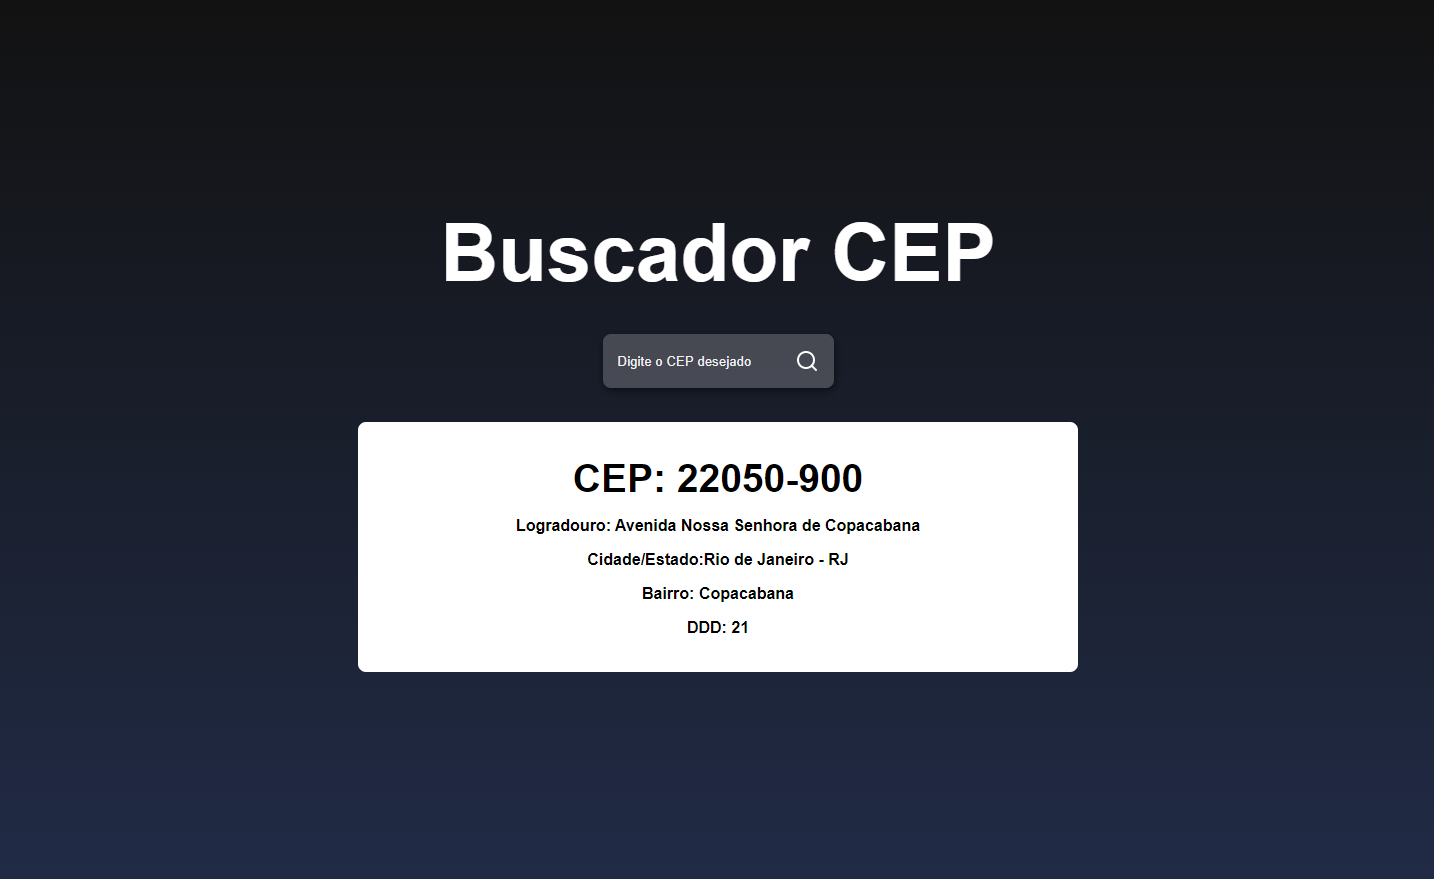 Buscador CEP
Digite o CEP desejado
CEP: 22050-900
Logradouro: Avenida Nossa Senhora de Copacabana
Cidade/Estado:Rio de Janeiro - RJ
Bairro: Copacabana
DDD: 21